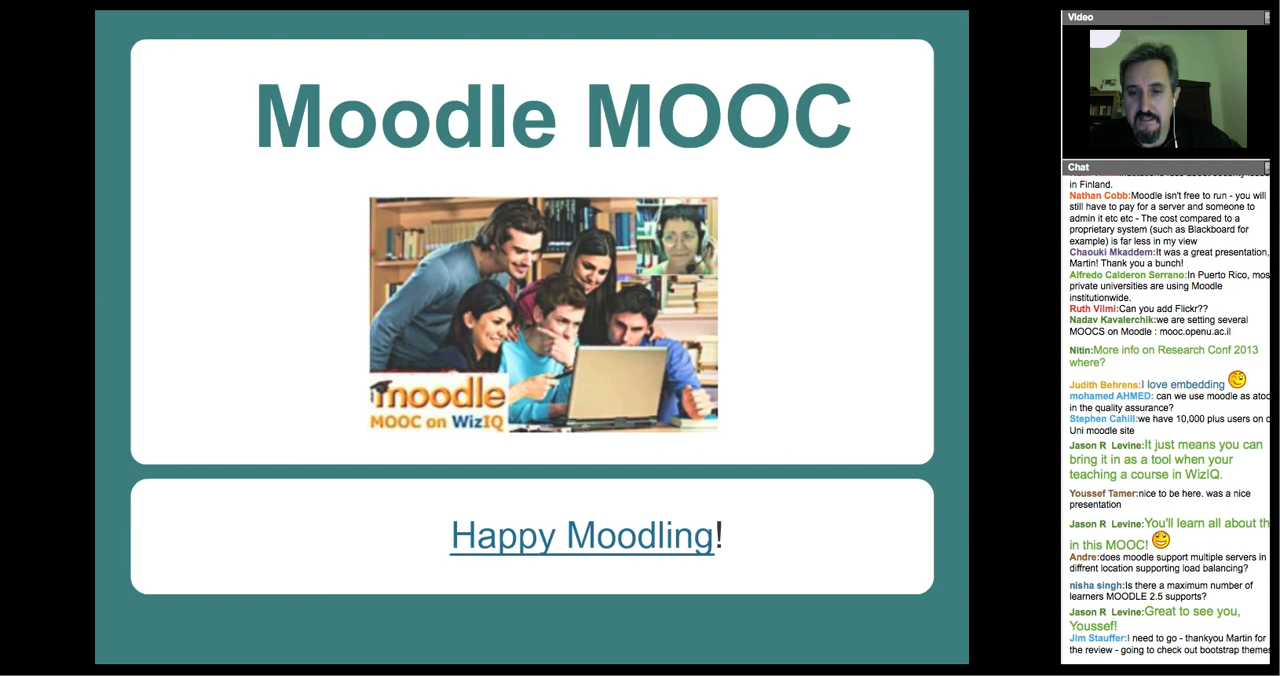 Moodle MOOC
moodle
MOOC on WizIQ
Happy Moodling!
Video
Chat
in Finland.
Nathan Cobb:Moodle isn't free to run - you will
still have to pay for a server and someone to
admin it etc etc - The cost compared to a
proprietary system (such as Blackboard for
example) is far less in my view
Chaouki Mkaddem:It was a great presentation,
Martin! Thank you a bunch!
Alfredo Calderon Serrano:In Puerto Rico, mos
private universities are using Moodle
institutionwide.
Ruth Vilmi:Can you add Flickr??
Nadav Kavalerchik:we are setting several
MOOCS on Moodle : mooc.openu.ac.il
Nitin:More info on Research Conf 2013
where?
Judith Behrens:I love embedding
mohamed AHMED: can we use moodle as atoo
in the quality assurance?
Stephen Cahill:we have 10,000 plus users on o
Uni moodle site
Jason R Levine:It just means you can
bring it in as a tool when your
teaching a course in WizIQ.
Youssef Tamer:nice to be here. was a nice
presentation
Jason R Levine:You'll learn all about th
in this MOOC!
Andre:does moodle support multiple servers in
diffrent location supporting load balancing?
nisha singh:Is there a maximum number of
learners MOODLE 2.5 supports?
Jason R Levine:Great to see you,
Youssef!
Jim Stauffer:I need to go - thankyou Martin for
the review - going to check out bootstrap themes